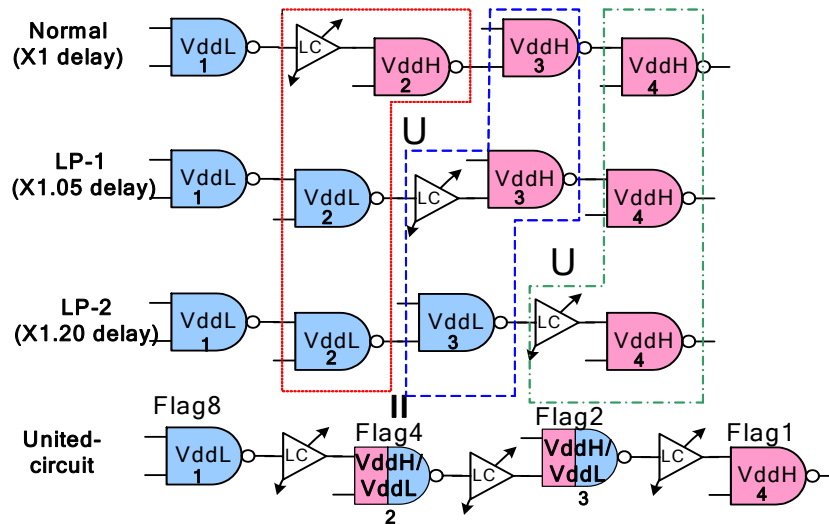 Normal
(X1 delay)
VddL
1
LC
VddH
2
VddH
3
VddH
4
U
LP-1
(X1.05 delay)
VddL
1
VddL
2
LC
VddH
3
VddH
4
U
LP-2
(X1.20 delay)
VddL
1
VddL
2
VddL
3
LC
VddH
4
=
United-
circuit
Flag8
VddL
1
LC
Flag4
VddH/
VddL
2
LC
Flag2
VddH/
VddL
3
LC
Flag1
VddH
4